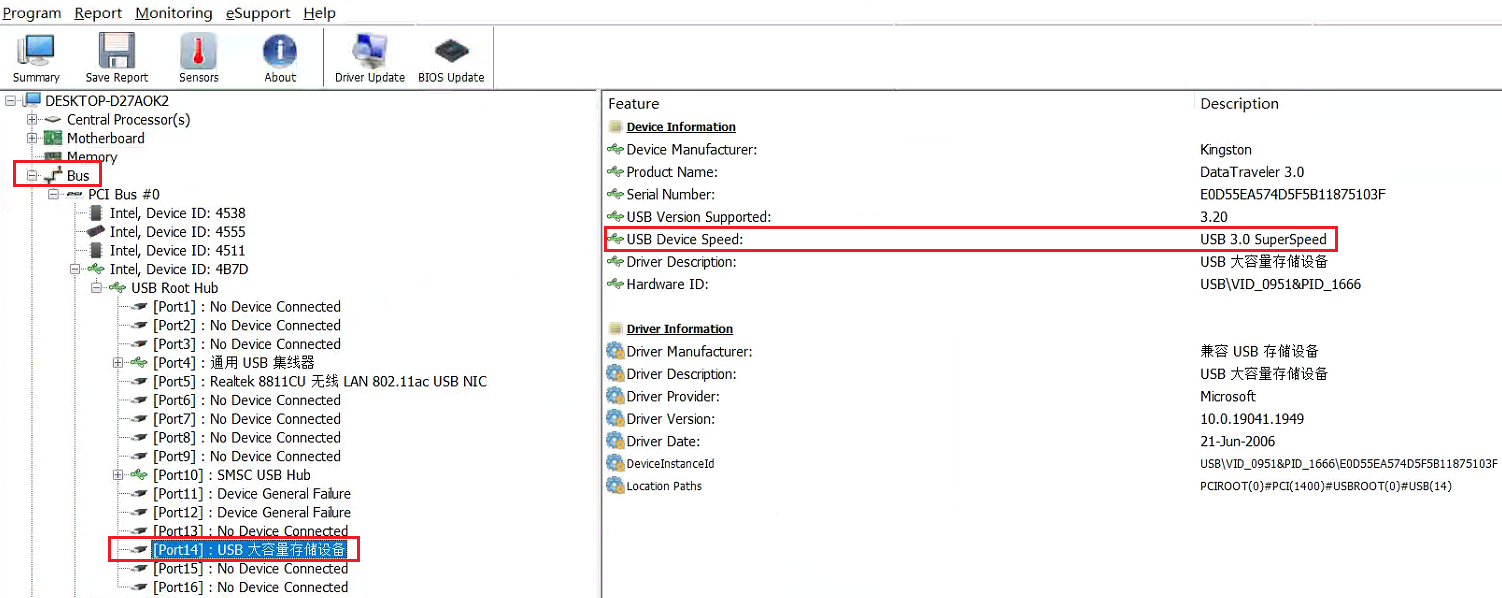 Program Report Monitoring eSupport Help
Summary Save Report Sensors About Driver Update BIOS Update
DESKTOP-D27AOK2
Central Processor(s)
Motherboard
Memory
Bus
PCI Bus #0
Intel, Device ID: 4538
Intel, Device ID: 4555
Intel, Device ID: 4511
Intel, Device ID: 4B7D
USB Root Hub
[Port1] : No Device Connected
[Port2] : No Device Connected
[Port3] : No Device Connected
[Port4] : 通用 USB 集线器
[Port5] : Realtek 8811CU 无线 LAN 802.11ac USB NIC
[Port6] : No Device Connected
[Port7] : No Device Connected
[Port8] : No Device Connected
[Port9] : No Device Connected
[Port10] : SMSC USB Hub
[Port11] : Device General Failure
[Port12] : Device General Failure
[Port13] : No Device Connected
[Port14] : USB 大容量存储设备
[Port15] : No Device Connected
[Port16] : No Device Connected
Feature Description
Device Information
Device Manufacturer: Kingston
Product Name: DataTraveler 3.0
Serial Number: E0D55EA574D5F5B11875103F
USB Version Supported: 3.20
USB Device Speed: USB 3.0 SuperSpeed
Driver Description: USB 大容量存储设备
Hardware ID: USB\VID_0951&PID_1666
Driver Information
Driver Manufacturer: 兼容 USB 存储设备
Driver Description: USB 大容量存储设备
Driver Provider: Microsoft
Driver Version: 10.0.19041.1949
Driver Date: 21-Jun-2006
DeviceInstanceId USB\VID_0951&PID_1666\E0D55EA574D5F5B11875103F
Location Paths PCIROOT(0)#PCI(1400)#USBROOT(0)#USB(14)